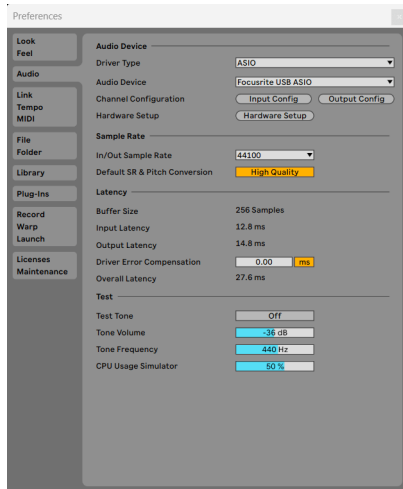 Preferences
Look
Feel
Audio
Link
Tempo
MIDI
File
Folder
Library
Plug-Ins
Record
Warp
Launch
Licenses
Maintenance
Audio Device
Driver Type ASIO
Audio Device Focusrite USB ASIO
Channel Configuration Input Config Output Config
Hardware Setup Hardware Setup
Sample Rate
In/Out Sample Rate 44100
Default SR & Pitch Conversion High Quality
Latency
Buffer Size 256 Samples
Input Latency 12.8 ms
Output Latency 14.8 ms
Driver Error Compensation 0.00 ms
Overall Latency 27.6 ms
Test
Test Tone Off
Tone Volume -36 dB
Tone Frequency 440 Hz
CPU Usage Simulator 50 %